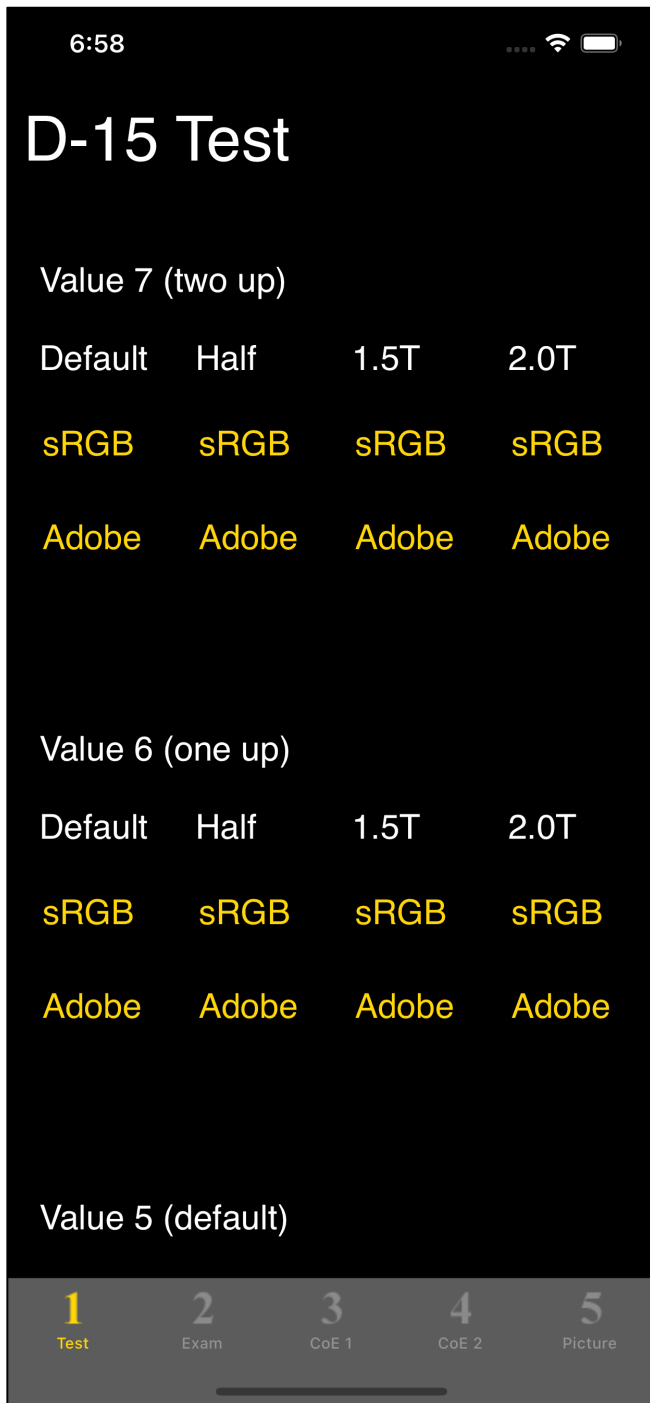 6:58
D-15 Test
Value 7 (two up)
Default Half 1.5T 2.0T
sRGB sRGB sRGB sRGB
Adobe Adobe Adobe Adobe
Value 6 (one up)
Default Half 1.5T 2.0T
sRGB sRGB sRGB sRGB
Adobe Adobe Adobe Adobe
Value 5 (default)
1 2 3 4 5
Test Exam CoE 1 CoE 2 Picture